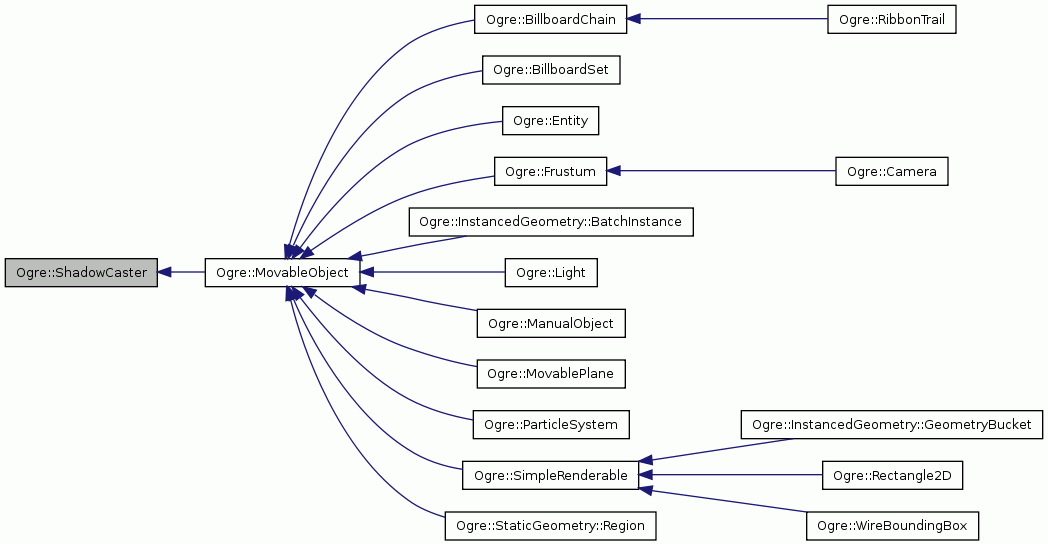 Ogre::BillboardChain
Ogre::RibbonTrail
Ogre::BillboardSet
Ogre::Entity
Ogre::Frustum
Ogre::Camera
Ogre::InstancedGeometry::BatchInstance
Ogre::ShadowCaster
Ogre::MovableObject
Ogre::Light
Ogre::ManualObject
Ogre::MovablePlane
Ogre::ParticleSystem
Ogre::InstancedGeometry::GeometryBucket
Ogre::SimpleRenderable
Ogre::Rectangle2D
Ogre::StaticGeometry::Region
Ogre::WireBoundingBox